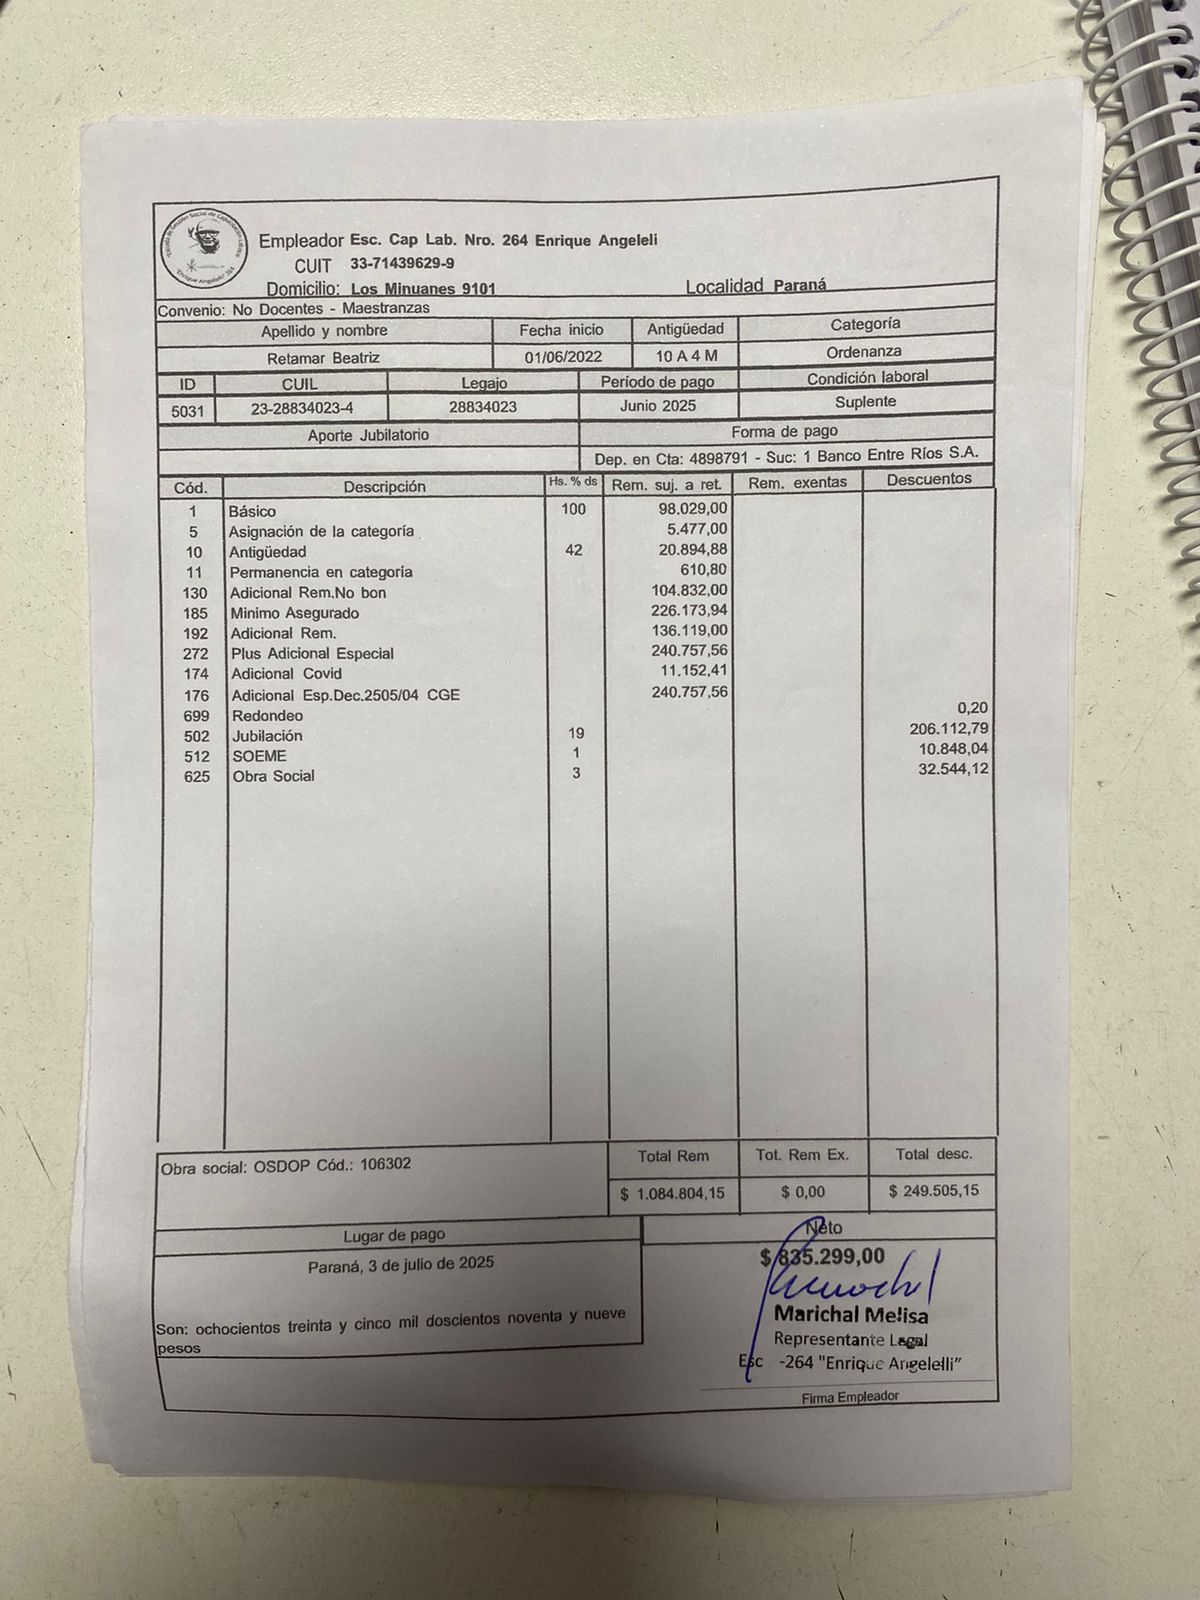 Empleador Esc. Cap Lab. Nro. 264 Enrique Angeleli
CUIT 33-71439629-9
Domicilio: Los Minuanes 9101 Localidad Paraná
Convenio: No Docentes - Maestranzas
Apellido y nombre Fecha inicio Antigüedad Categoría
Retamar Beatriz 01/06/2022 10 A 4 M Ordenanza
ID CUIL Legajo Período de pago Condición laboral
5031 23-28834023-4 28834023 Junio 2025 Suplente
Aporte Jubilatorio Forma de pago
Dep. en Cta: 4898791 - Suc: 1 Banco Entre Ríos S.A.
Cód. Descripción Hs. % ds Rem. suj. a ret. Rem. exentas Descuentos
1 Básico 100 98.029,00
5 Asignación de la categoría 5.477,00
10 Antigüedad 42 20.894,88
11 Permanencia en categoría 610,80
130 Adicional Rem.No bon 104.832,00
185 Minimo Asegurado 226.173,94
192 Adicional Rem. 136.119,00
272 Plus Adicional Especial 240.757,56
174 Adicional Covid 11.152,41
176 Adicional Esp.Dec.2505/04 CGE 240.757,56
699 Redondeo 0,20
502 Jubilación 19 206.112,79
512 SOEME 1 10.848,04
625 Obra Social 3 32.544,12
Obra social: OSDOP Cód.: 106302
Total Rem Tot. Rem Ex. Total desc.
$ 1.084.804,15 $ 0,00 $ 249.505,15
Lugar de pago Neto
Paraná, 3 de julio de 2025 $ 835.299,00
Son: ochocientos treinta y cinco mil doscientos noventa y nueve
pesos
Marichal Melisa
Representante Legal
Esc -264 "Enrique Angelelli"
Firma Empleador